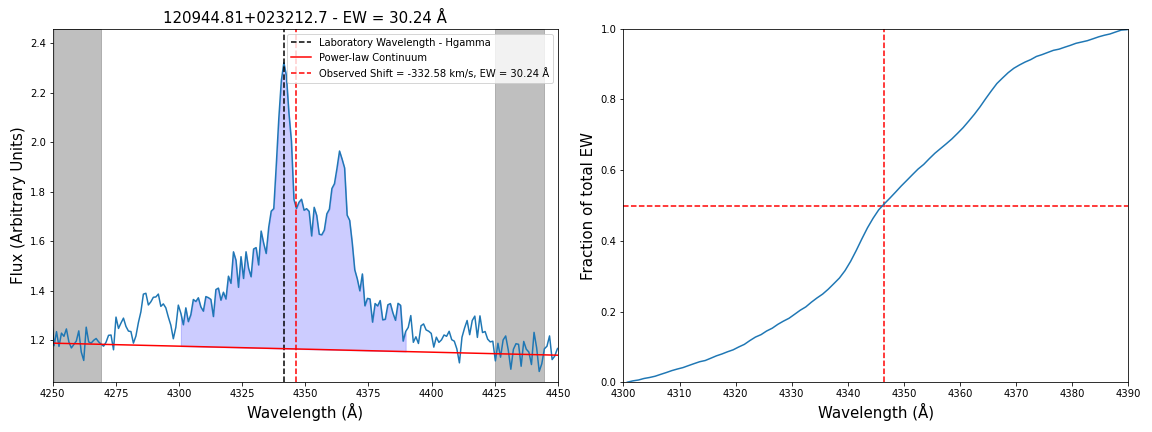 120944.81+023212.7 - EW = 30.24 Å
Laboratory Wavelength - Hgamma
Power-law Continuum
Observed Shift = -332.58 km/s, EW = 30.24 Å
Flux (Arbitrary Units)
2.4
2.2
2.0
1.8
1.6
1.4
1.2
4250 4275 4300 4325 4350 4375 4400 4425 4450
Wavelength (Å)
Fraction of total EW
1.0
0.8
0.6
0.4
0.2
0.0
4300 4310 4320 4330 4340 4350 4360 4370 4380 4390
Wavelength (Å)